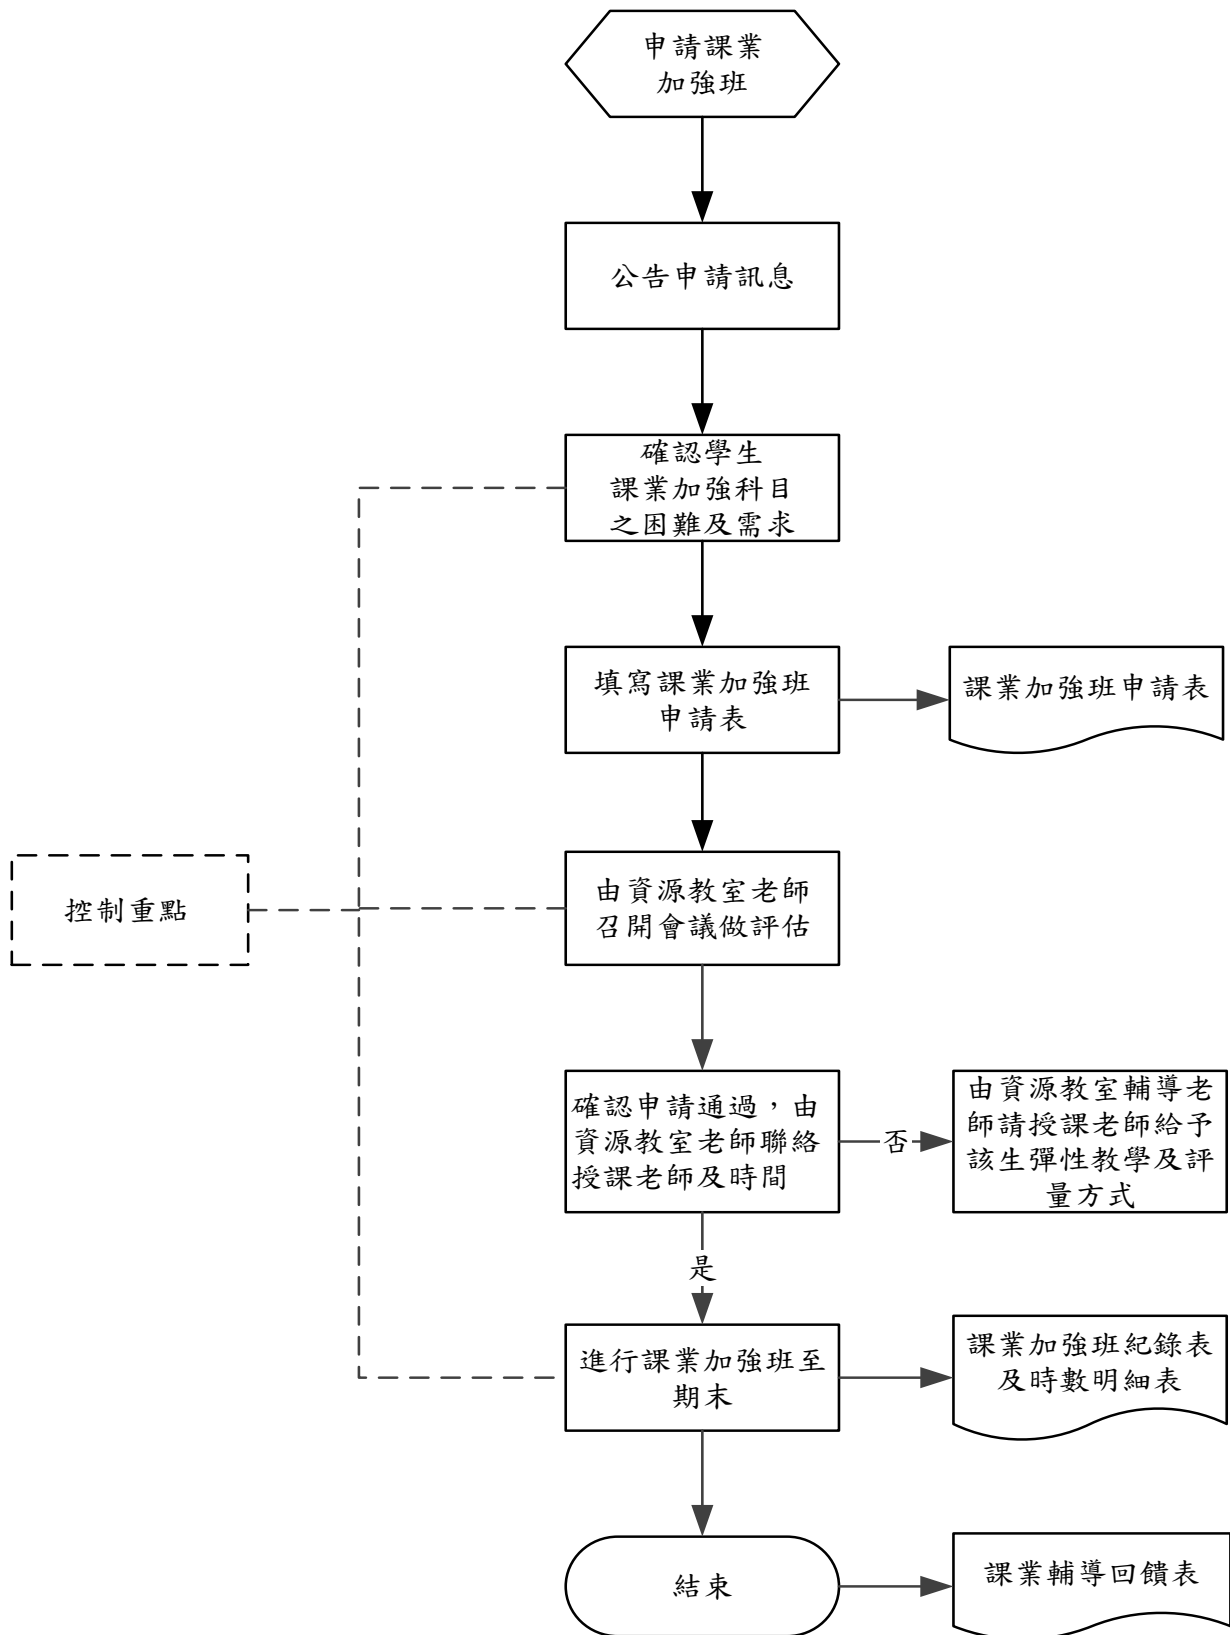 申請課業
加強班
公告申請訊息
確認學生
課業加強科目
之困難及需求
填寫課業加強班
申請表
課業加強班申請表
控制重點
由資源教室老師
召開會議做評估
確認申請通過，由
資源教室老師聯絡
授課老師及時間
否
由資源教室輔導老
師請授課老師給予
該生彈性教學及評
量方式
是
進行課業加強班至
期末
課業加強班紀錄表
及時數明細表
結束
課業輔導回饋表